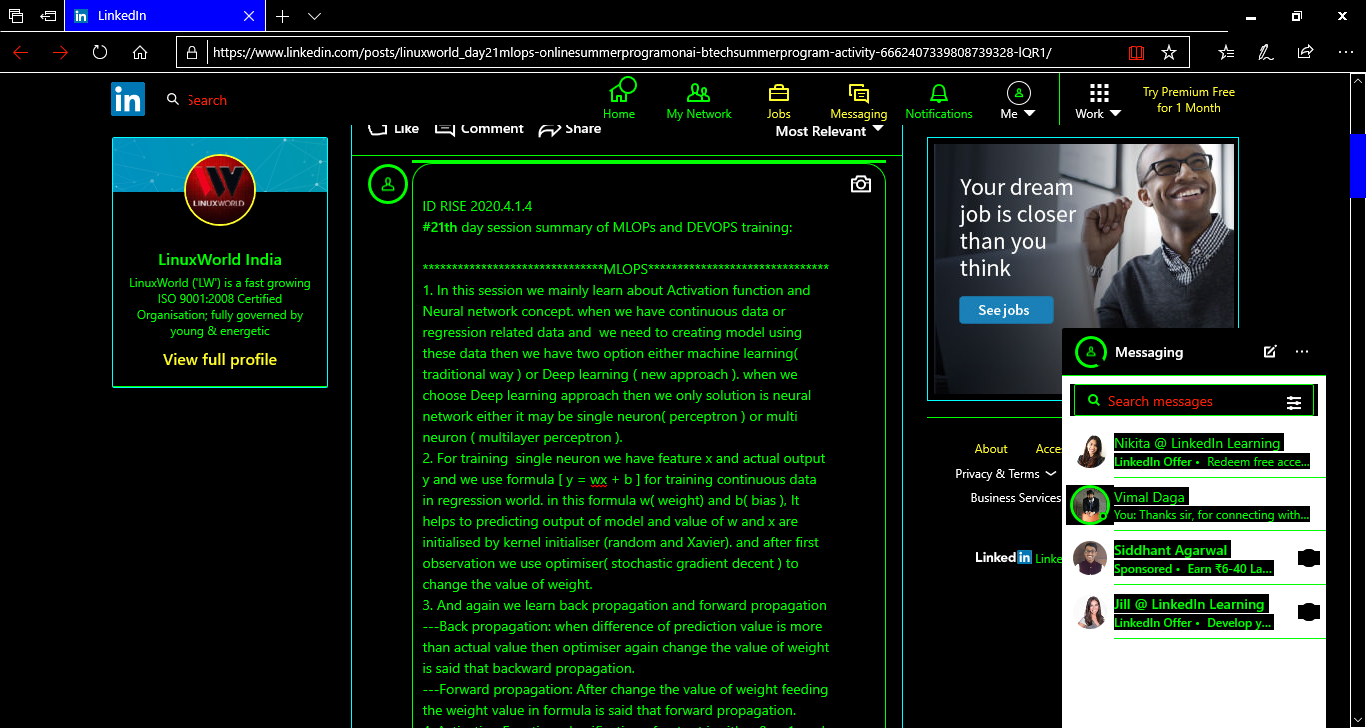 LinkedIn
https://www.linkedin.com/posts/linuxworld_day21mlops-onlinesummerprogramonai-btechsummerprogram-activity-6662407339808739328-lQR1/
in
Search
Home
My Network
Jobs
Messaging
Notifications
Me
Work
Try Premium Free
for 1 Month
LINUXWORLD
LinuxWorld India
LinuxWorld ('LW') is a fast growing
ISO 9001:2008 Certified
Organisation; fully governed by
young & energetic
View full profile
Like Comment Share
Most Relevant
ID RISE 2020.4.1.4
#21th day session summary of MLOPs and DEVOPS training:
*******************************MLOPS*******************************
1. In this session we mainly learn about Activation function and
Neural network concept. when we have continuous data or
regression related data and we need to creating model using
these data then we have two option either machine learning(
traditional way ) or Deep learning ( new approach ). when we
choose Deep learning approach then we only solution is neural
network either it may be single neuron( perceptron ) or multi
neuron ( multilayer perceptron ).
2. For training single neuron we have feature x and actual output
y and we use formula [ y = wx + b ] for training continuous data
in regression world. in this formula w( weight) and b( bias ), It
helps to predicting output of model and value of w and x are
initialised by kernel initialiser (random and Xavier). and after first
observation we use optimiser( stochastic gradient decent ) to
change the value of weight.
3. And again we learn back propagation and forward propagation
---Back propagation: when difference of prediction value is more
than actual value then optimiser again change the value of weight
is said that backward propagation.
---Forward propagation: After change the value of weight feeding
the weight value in formula is said that forward propagation.
Your dream
job is closer
than you
think
See jobs
About
Privacy & Terms
Business Services
LinkedIn
Messaging
Search messages
Nikita @ LinkedIn Learning
LinkedIn Offer • Redeem free acce...
Vimal Daga
You: Thanks sir, for connecting with...
Siddhant Agarwal
Sponsored • Earn ₹6-40 La...
Jill @ LinkedIn Learning
LinkedIn Offer • Develop y...